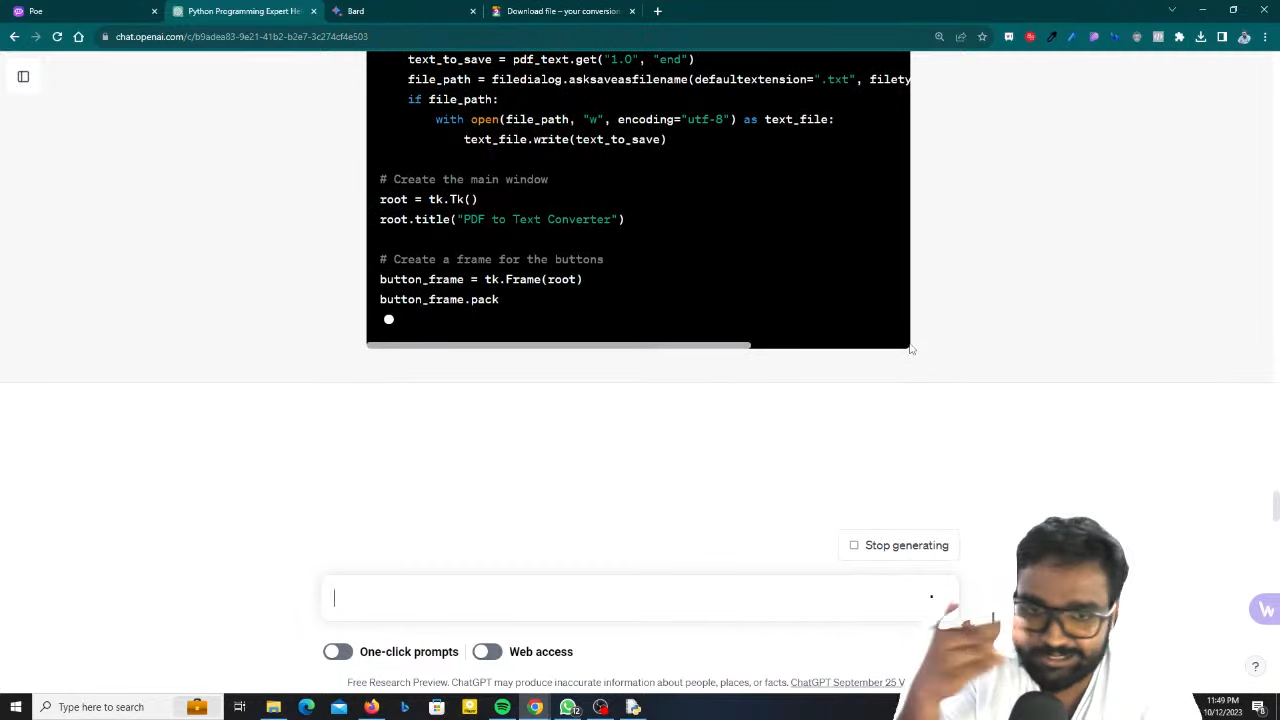 Poe
Python Programming Expert He
Bard
Download file – your conversion
chat.openai.com/c/b9adea83-9e21-41b2-b2e7-3c274cf4e503
text_to_save = pdf_text.get("1.0", "end")
file_path = filedialog.asksaveasfilename(defaultextension=".txt", filety
if file_path:
with open(file_path, "w", encoding="utf-8") as text_file:
text_file.write(text_to_save)
# Create the main window
root = tk.Tk()
root.title("PDF to Text Converter")
# Create a frame for the buttons
button_frame = tk.Frame(root)
button_frame.pack
Stop generating
One-click prompts Web access
Free Research Preview. ChatGPT may produce inaccurate information about people, places, or facts. ChatGPT September 25 V
W
?
Type here to search
12
11:49 PM
10/12/2023